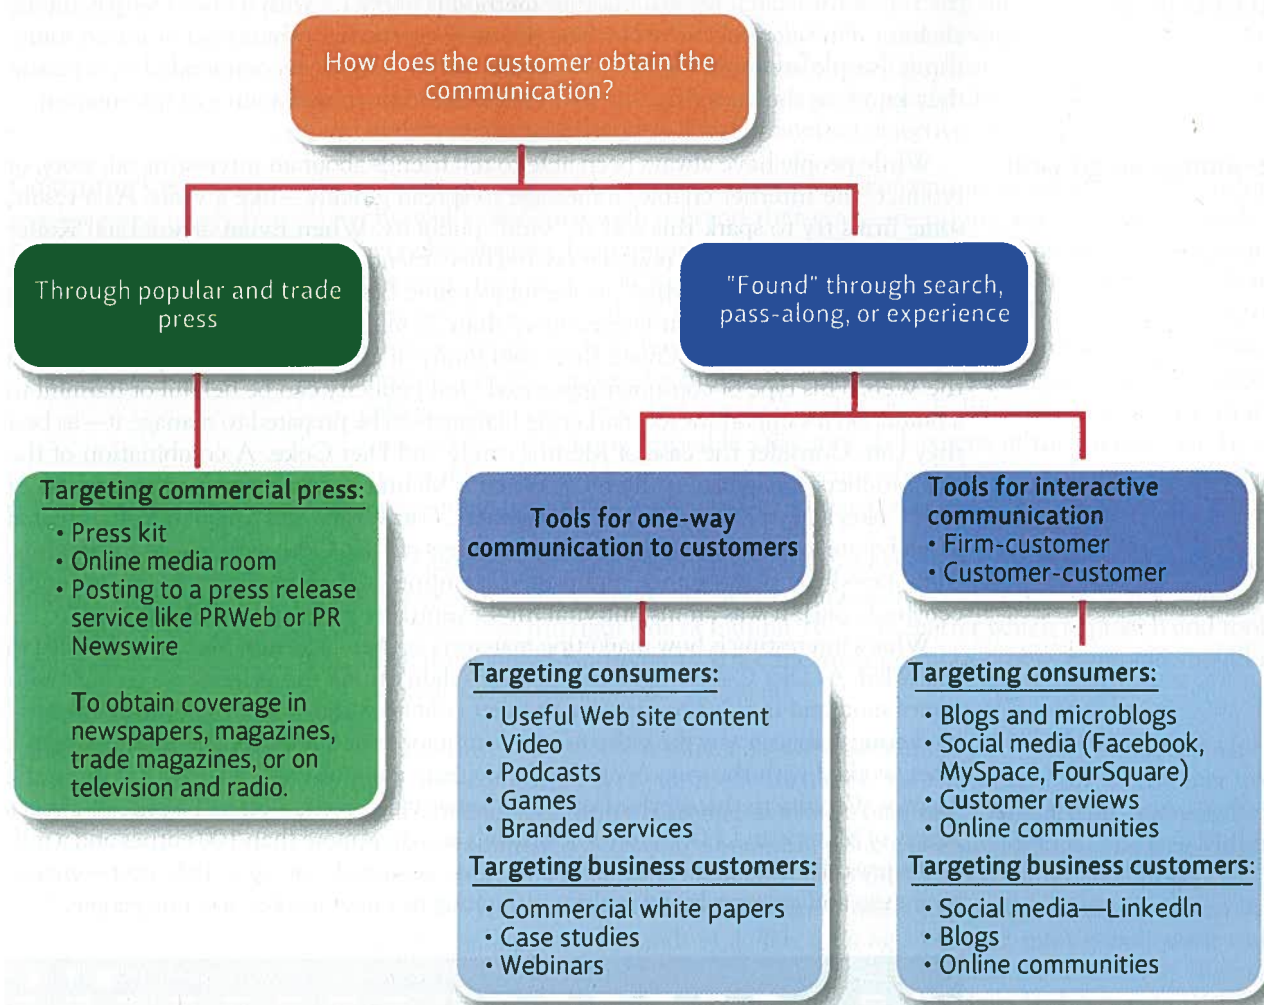 How does the customer obtain the
communication?
Through popular and trade
press
"Found" through search,
pass-along, or experience
Targeting commercial press:
• Press kit
• Online media room
• Posting to a press release
service like PRWeb or PR
Newswire
To obtain coverage in
newspapers, magazines,
trade magazines, or on
television and radio.
Tools for one-way
communication to customers
Tools for interactive
communication
• Firm-customer
• Customer-customer
Targeting consumers:
• Useful Web site content
• Video
• Podcasts
• Games
• Branded services
Targeting business customers:
• Commercial white papers
• Case studies
• Webinars
Targeting consumers:
• Blogs and microblogs
• Social media (Facebook,
MySpace, FourSquare)
• Customer reviews
• Online communities
Targeting business customers:
• Social media—LinkedIn
• Blogs
• Online communities